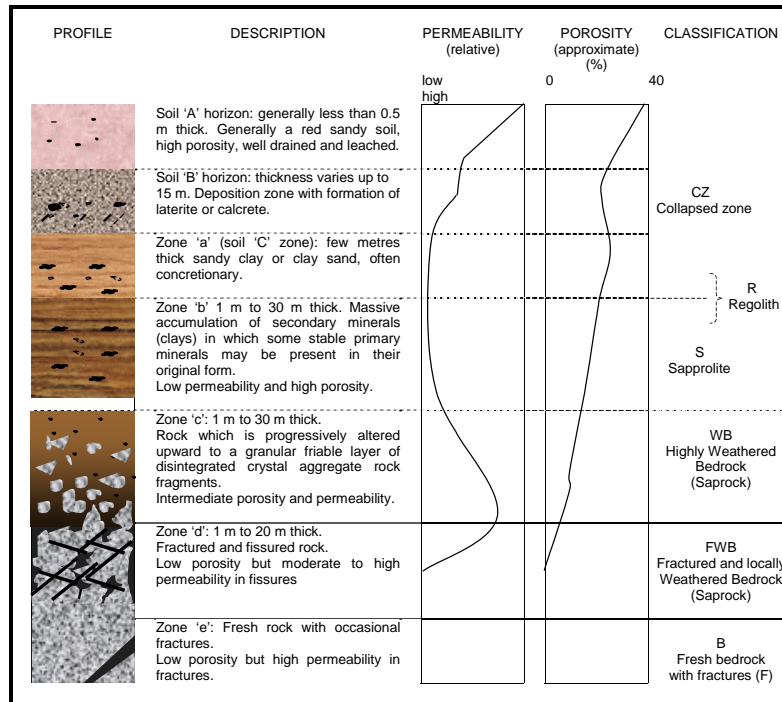 PROFILE DESCRIPTION PERMEABILITY (relative) POROSITY (approximate) (%) CLASSIFICATION
low
high
0 40
Soil ‘A’ horizon: generally less than 0.5
m thick. Generally a red sandy soil,
high porosity, well drained and leached.
Soil ‘B’ horizon: thickness varies up to
15 m. Deposition zone with formation of
laterite or calcrete.
CZ
Collapsed zone
Zone ‘a’ (soil ‘C’ zone): few metres
thick sandy clay or clay sand, often
concretionary.
R
Regolith
Zone ‘b’ 1 m to 30 m thick. Massive
accumulation of secondary minerals
(clays) in which some stable primary
minerals may be present in their
original form.
Low permeability and high porosity.
S
Sapprolite
Zone ‘c’: 1 m to 30 m thick.
Rock which is progressively altered
upward to a granular friable layer of
disintegrated crystal aggregate rock
fragments.
Intermediate porosity and permeability.
WB
Highly Weathered
Bedrock
(Saprock)
Zone ‘d’: 1 m to 20 m thick.
Fractured and fissured rock.
Low porosity but moderate to high
permeability in fissures
FWB
Fractured and locally
Weathered Bedrock
(Saprock)
Zone ‘e’: Fresh rock with occasional
fractures.
Low porosity but high permeability in
fractures.
B
Fresh bedrock
with fractures (F)